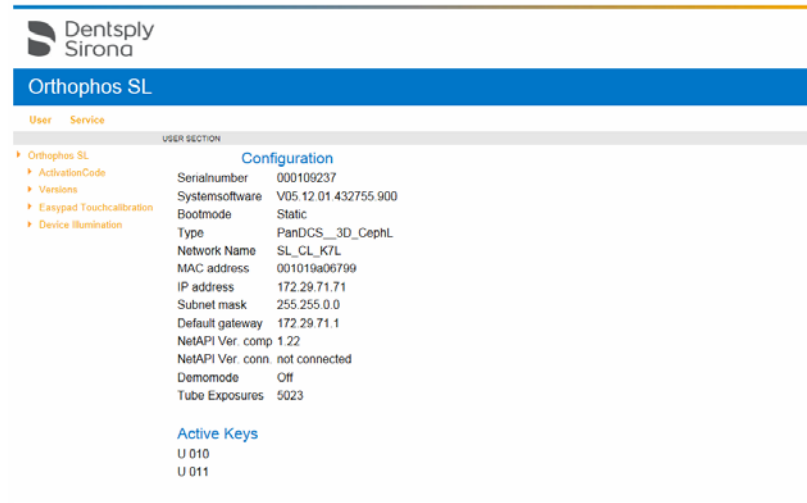 Dentsply
Sirona
Orthophos SL
User Service
USER SECTION
Orthophos SL
ActivationCode
Versions
Easypad Touchcalibration
Device Illumination
Configuration
Serialnumber 000109237
Systemsoftware V05.12.01.432755.900
Bootmode Static
Type PanDCS__3D_CephL
Network Name SL_CL_K7L
MAC address 001019a06799
IP address 172.29.71.71
Subnet mask 255.255.0.0
Default gateway 172.29.71.1
NetAPI Ver. comp 1.22
NetAPI Ver. conn. not connected
Demomode Off
Tube Exposures 5023
Active Keys
U 010
U 011